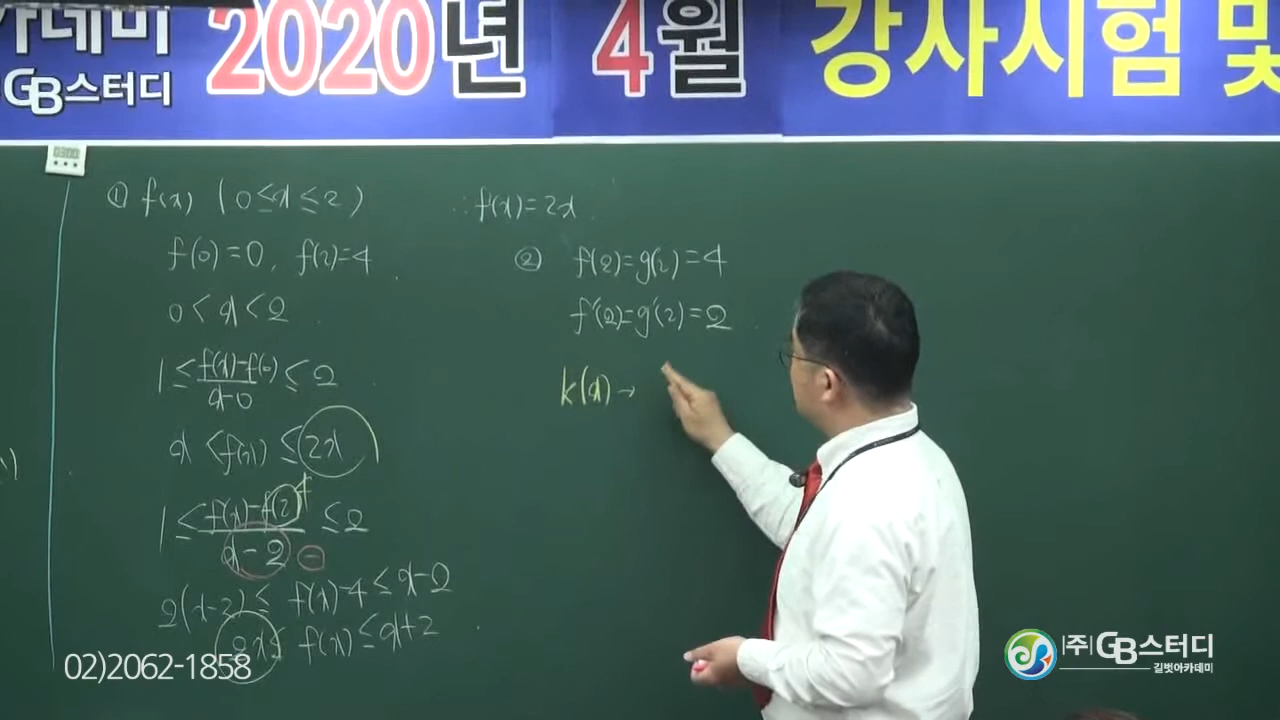 카데미 2020년 4월 강사시험 및
GB스터디
0300
① f(x) (0≤x≤2)
f(0)=0, f(2)=4
0<x<2
1≤ f(x)-f(0) / x-0 ≤2
x<f(x)≤2x
1≤ f(x)-f(2) / x-2 ≤2
4
⊖
2(x-2)≤ f(x)-4 ≤x-2
2x≤ f(x) ≤x+2
∴ f(x)=2x
② f(2)=g(2)=4
f'(2)=g'(2)=2
k(x)→
02)2062-1858
(주)GB스터디
길벗아카데미